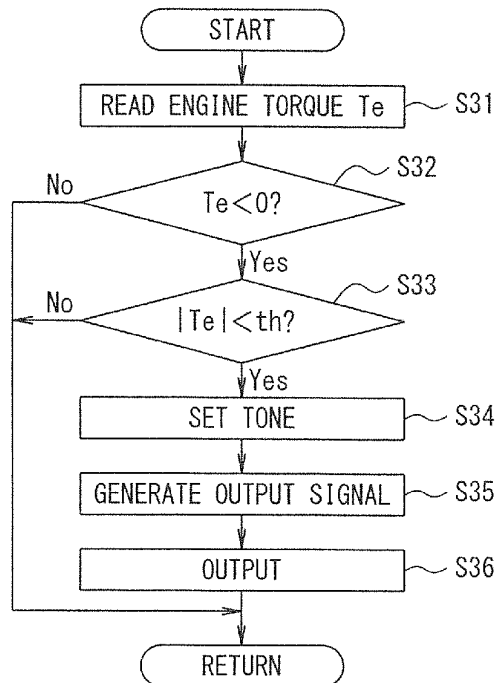 START
READ ENGINE TORQUE Te
S31
S32
No
Te<0?
Yes
S33
No
|Te|<th?
Yes
SET TONE
S34
GENERATE OUTPUT SIGNAL
S35
OUTPUT
S36
RETURN